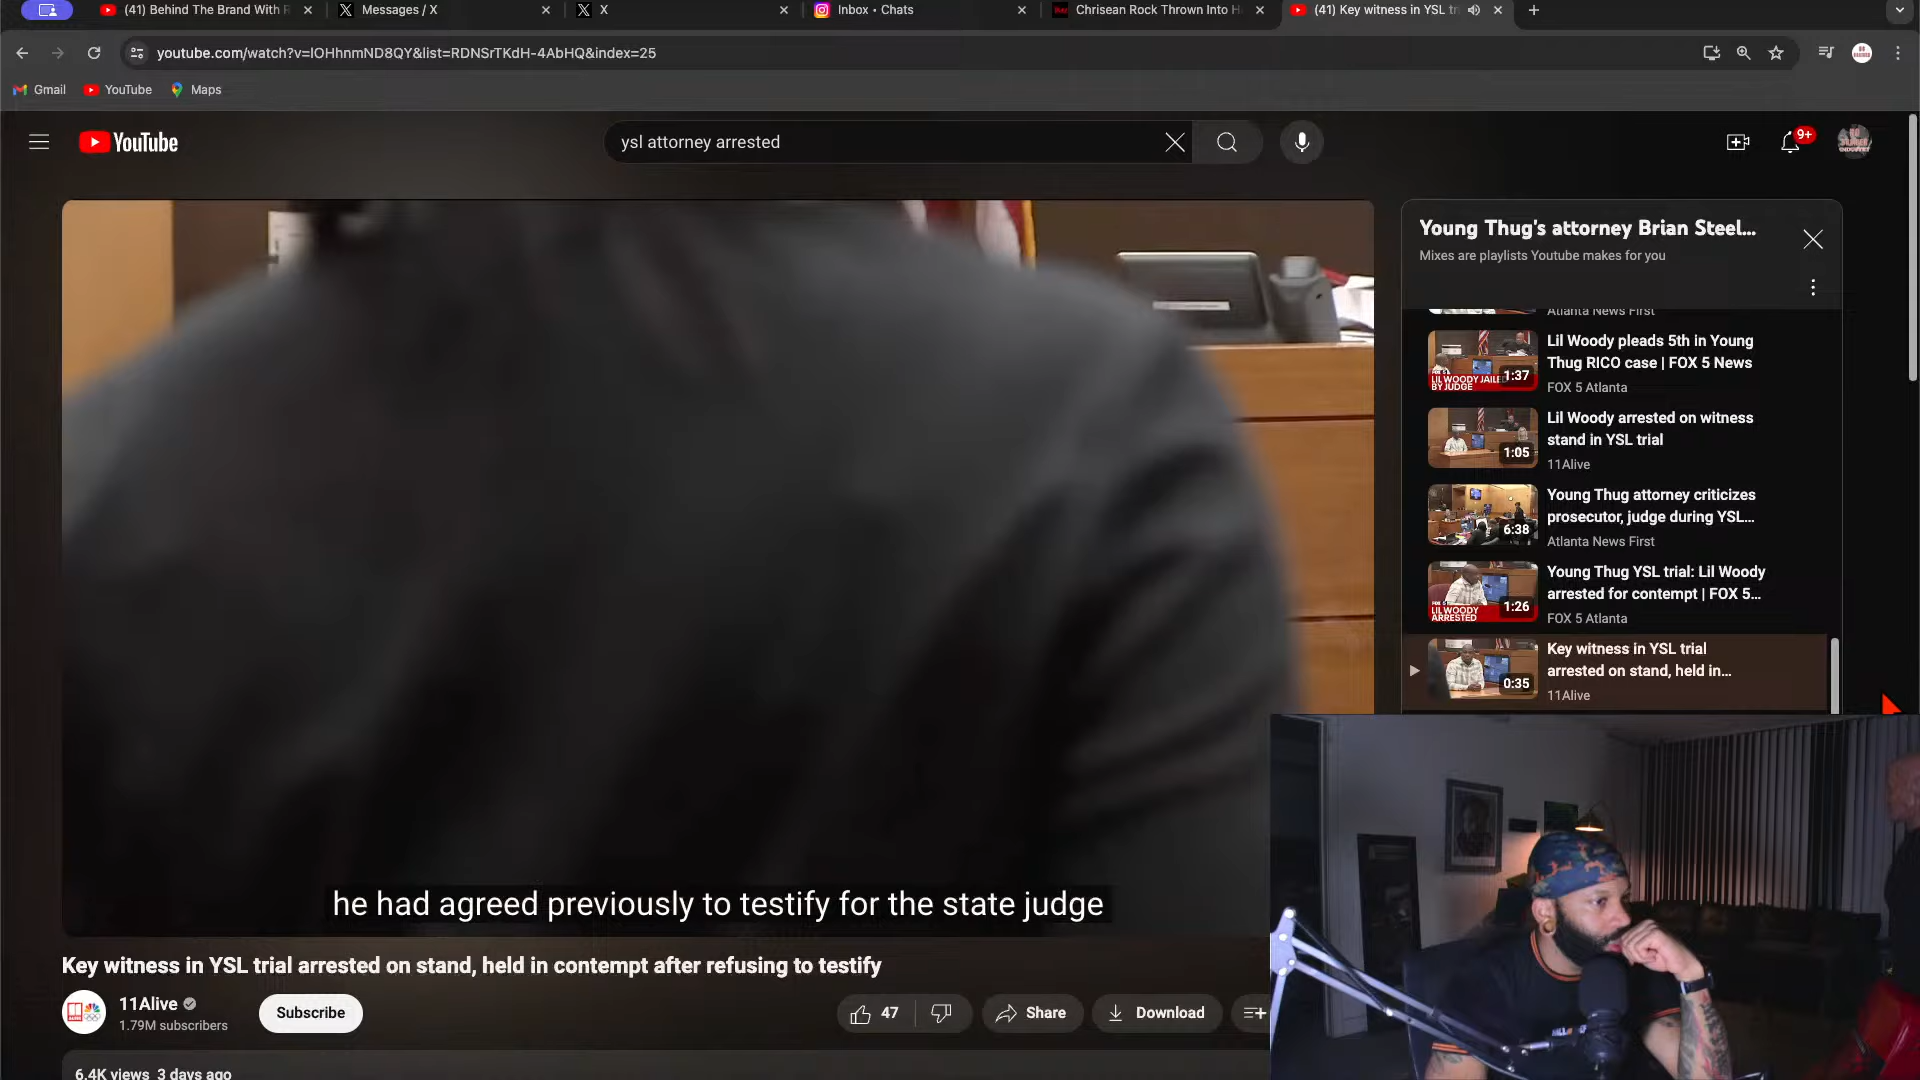 (41) Behind The Brand With R
Messages / X
X
Inbox • Chats
Chrisean Rock Thrown Into H
(41) Key witness in YSL tr
youtube.com/watch?v=IOHhnmND8QY&list=RDNSrTKdH-4AbHQ&index=25
Gmail
YouTube
Maps
YouTube
ysl attorney arrested
9+
Young Thug's attorney Brian Steel...
Mixes are playlists Youtube makes for you
Atlanta News First
Lil Woody pleads 5th in Young
Thug RICO case | FOX 5 News
FOX 5 Atlanta
LIL WOODY JAILED
BY JUDGE
1:37
Lil Woody arrested on witness
stand in YSL trial
11Alive
1:05
Young Thug attorney criticizes
prosecutor, judge during YSL...
Atlanta News First
6:38
Young Thug YSL trial: Lil Woody
arrested for contempt | FOX 5...
FOX 5 Atlanta
LIL WOODY
ARRESTED
1:26
Key witness in YSL trial
arrested on stand, held in...
11Alive
0:35
he had agreed previously to testify for the state judge
Key witness in YSL trial arrested on stand, held in contempt after refusing to testify
11Alive
1.79M subscribers
Subscribe
47
Share
Download
6.4K views 3 days ago